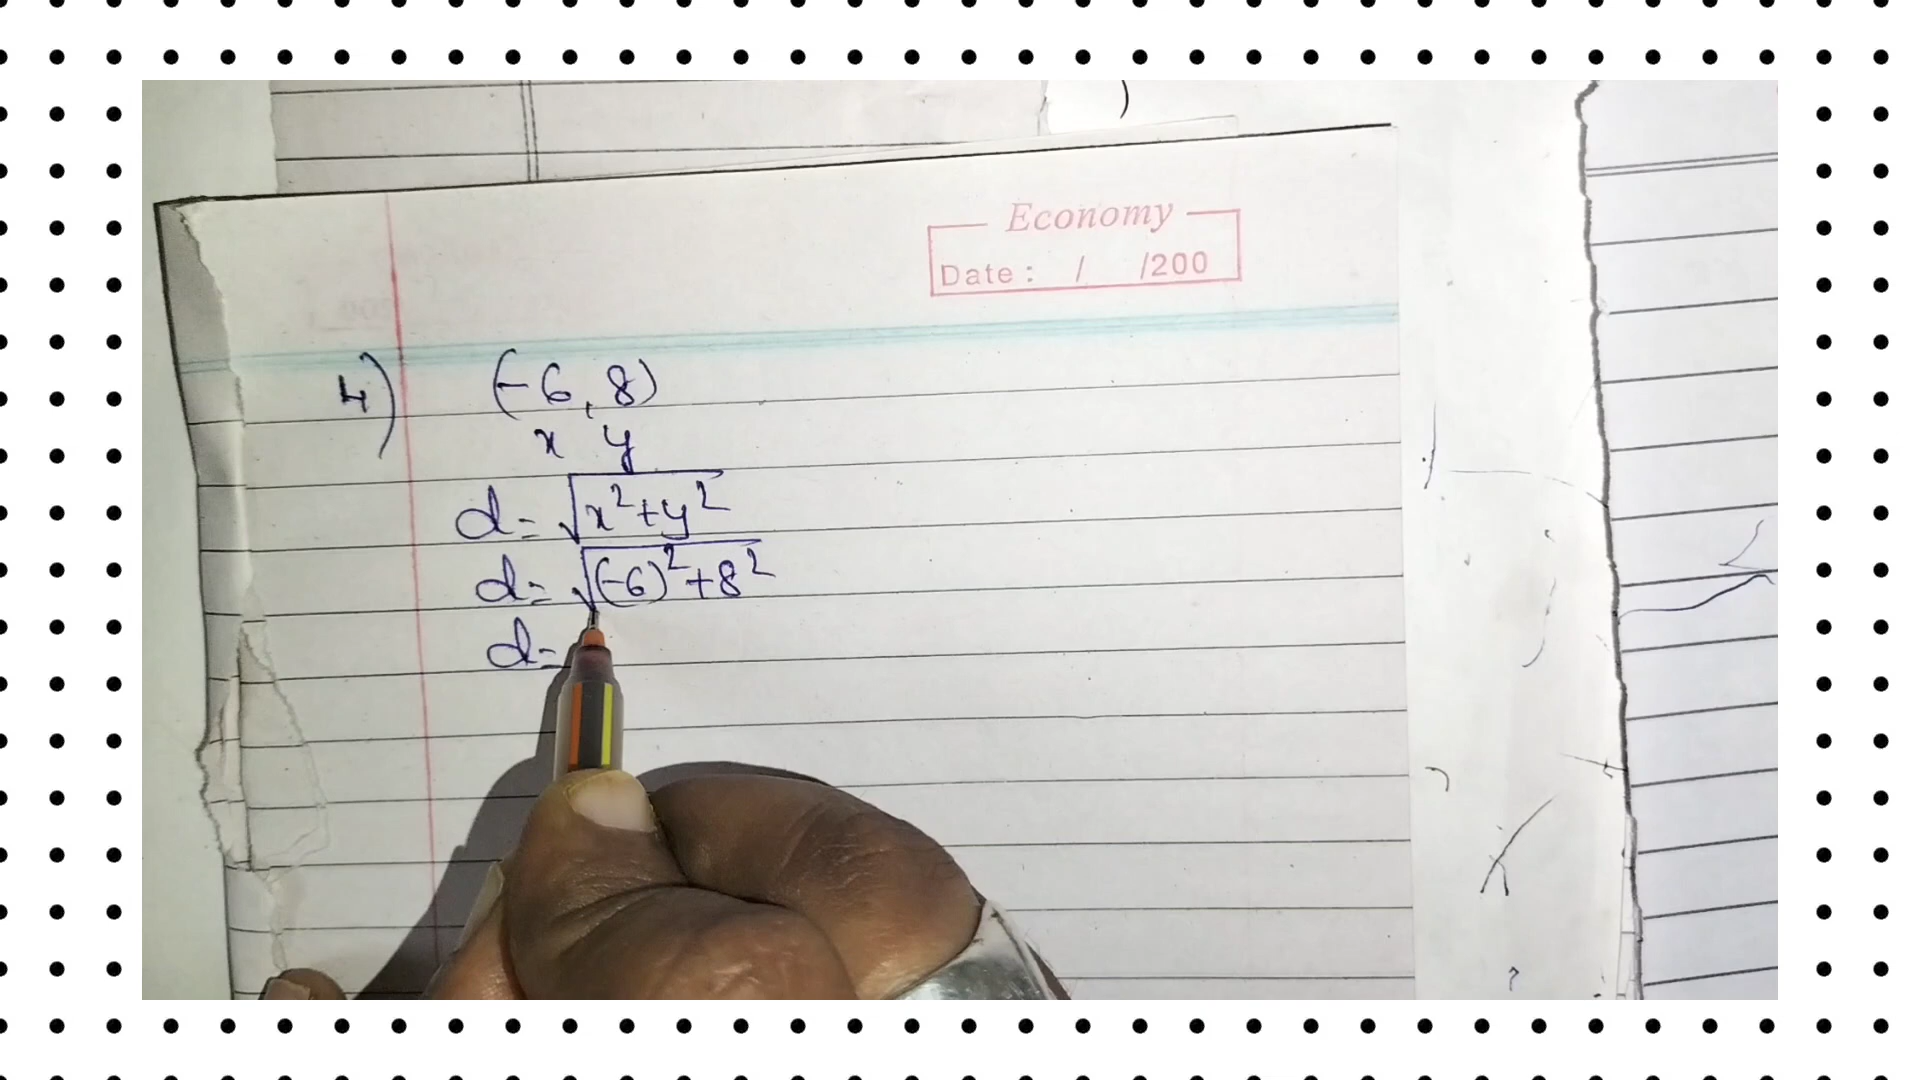 )
Economy
Date : / /200
4) (-6, 8)
x y
d = √x²+y²
d = √(-6)²+8²
d =